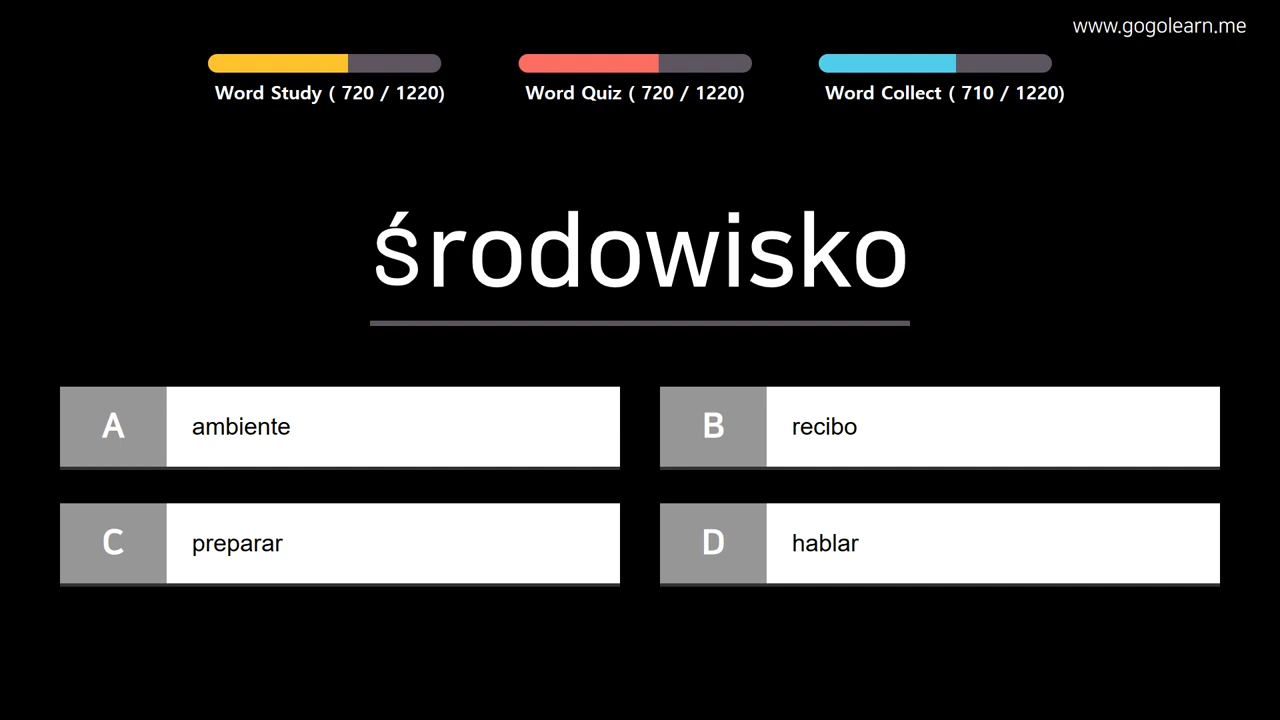 www.gogolearn.me
Word Study ( 720 / 1220)
Word Quiz ( 720 / 1220)
Word Collect ( 710 / 1220)
środowisko
A ambiente
B recibo
C preparar
D hablar